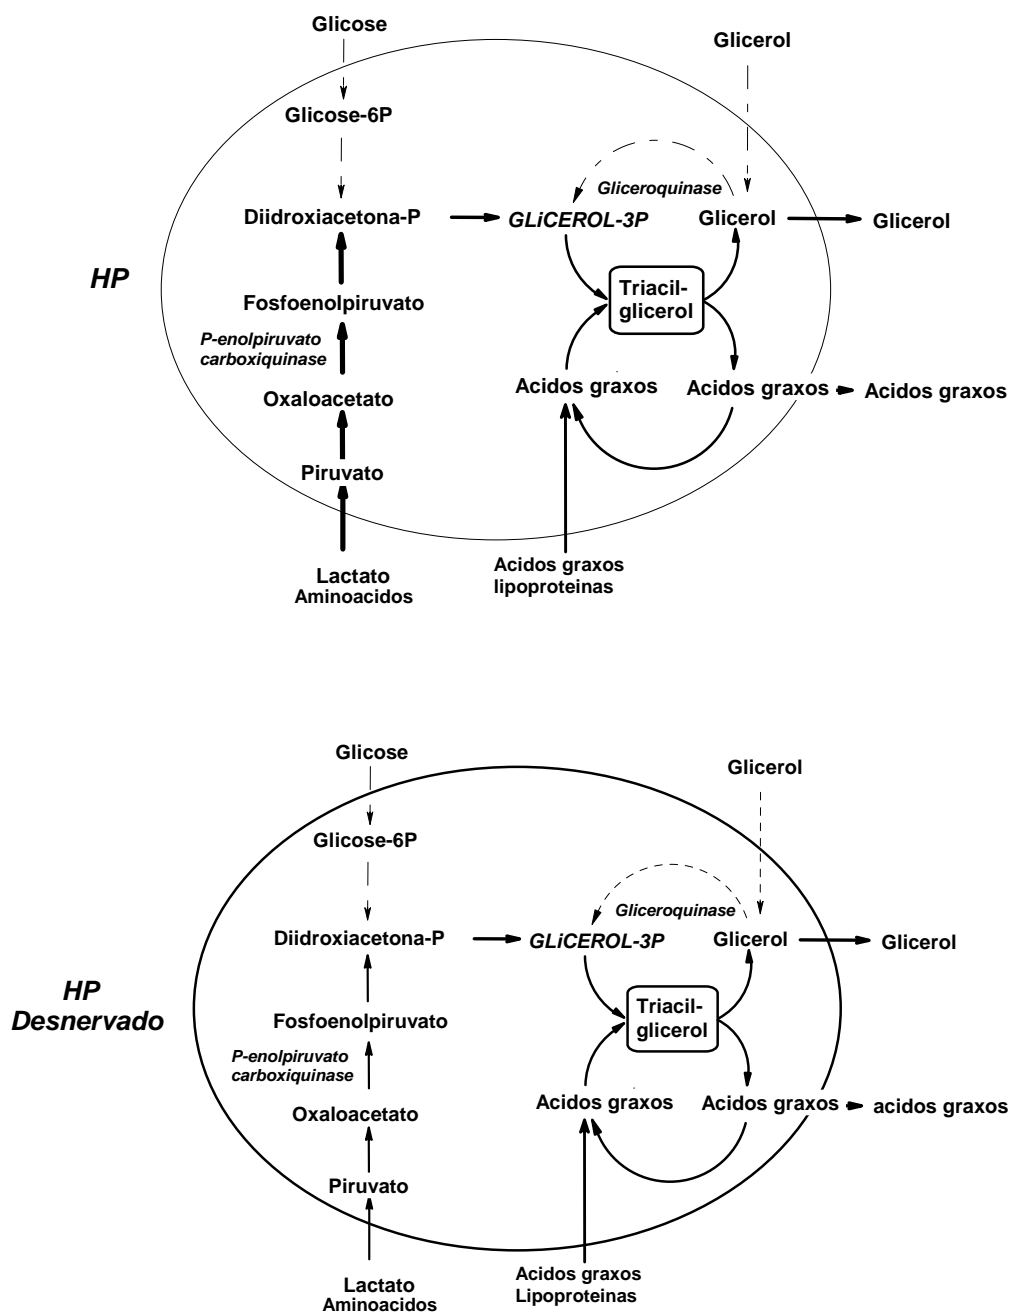 Glicose
Glicerol
Glicose-6P
Gliceroquinase
Diidroxiacetona-P
GLiCEROL-3P
Glicerol
Glicerol
HP
Triacil-
glicerol
Fosfoenolpiruvato
P-enolpiruvato
carboxiquinase
Acidos graxos
Acidos graxos
Acidos graxos
Oxaloacetato
Piruvato
Acidos graxos
lipoproteinas
Lactato
Aminoacidos
Glicose
Glicerol
Glicose-6P
Gliceroquinase
Diidroxiacetona-P
GLiCEROL-3P
Glicerol
Glicerol
HP
Desnervado
Triacil-
glicerol
Fosfoenolpiruvato
P-enolpiruvato
carboxiquinase
Acidos graxos
Acidos graxos
acidos graxos
Oxaloacetato
Piruvato
Acidos graxos
Lipoproteinas
Lactato
Aminoacidos